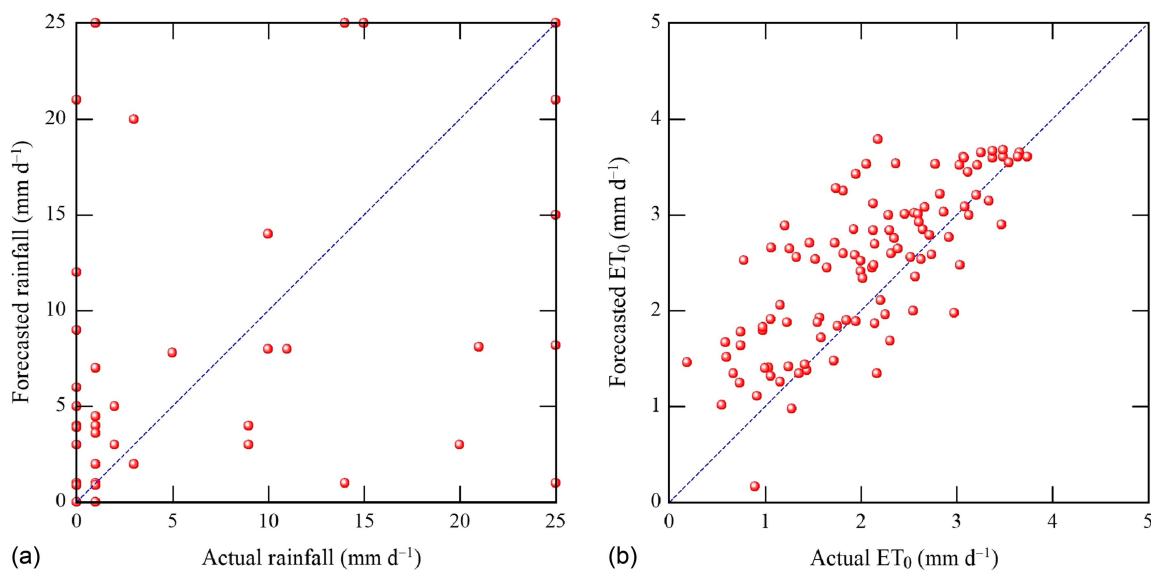 25
20
15
10
5
0
Forecasted rainfall (mm d⁻¹)
0 5 10 15 20 25
(a) Actual rainfall (mm d⁻¹)
5
4
3
2
1
0
Forecasted ET₀ (mm d⁻¹)
0 1 2 3 4 5
(b) Actual ET₀ (mm d⁻¹)